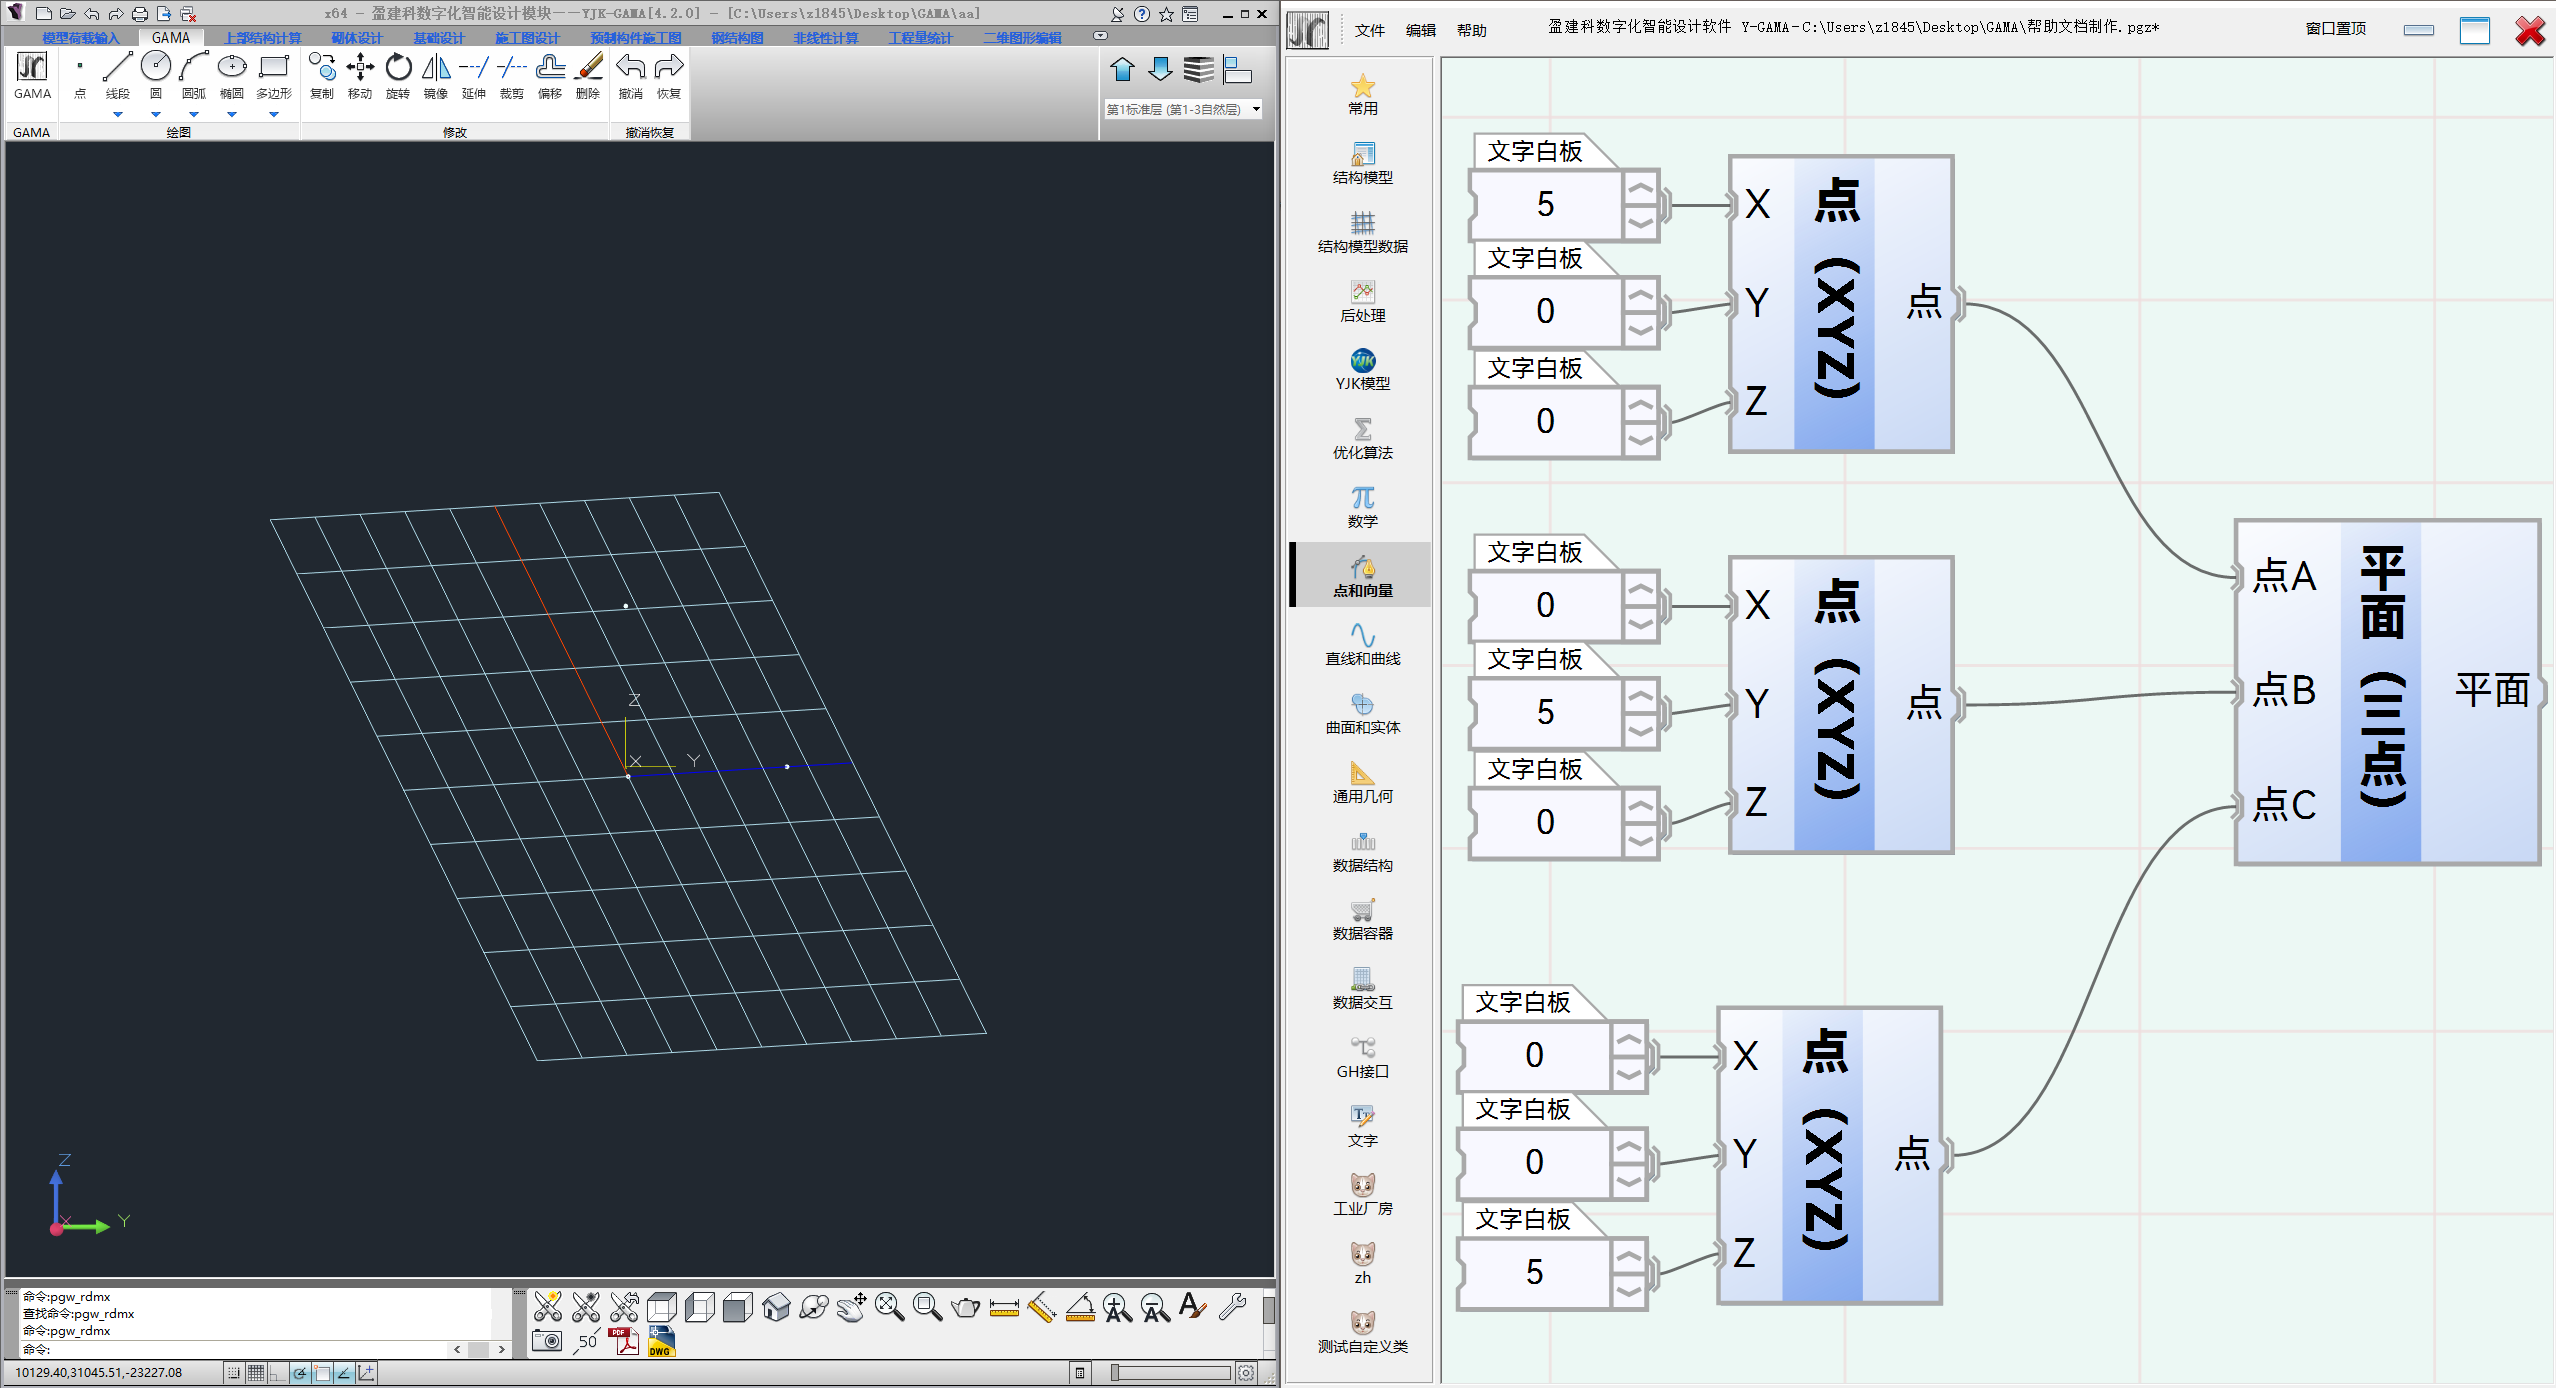 x64 - 盈建科数字化智能设计模块——YJK-GAMA[4.2.0] - [C:\Users\z1845\Desktop\GAMA\aa]
模型荷载输入 GAMA 上部结构计算 砌体设计 基础设计 施工图设计 预制构件施工图 钢结构图 非线性计算 工程量统计 二维图形编辑
GAMA 点 线段 圆 圆弧 椭圆 多边形 复制 移动 旋转 镜像 延伸 裁剪 偏移 删除 撤消 恢复
第1标准层 (第1-3自然层)
GAMA 绘图 修改 撤消恢复
Z
X Y
Z
X Y
命令:pgw_rdmx
查找命令:pgw_rdmx
命令:pgw_rdmx
命令:
50
PDF
DWG
10129.40,31045.51,-23227.08
文件 编辑 帮助
盈建科数字化智能设计软件 Y-GAMA-C:\Users\z1845\Desktop\GAMA\帮助文档制作.pgz*
窗口置顶
常用
结构模型
结构模型数据
后处理
YJK
YJK模型
优化算法
数学
点和向量
直线和曲线
曲面和实体
通用几何
数据结构
数据容器
数据交互
GH接口
文字
工业厂房
zh
测试自定义类
文字白板
5
文字白板
0
文字白板
0
X
Y
Z
点（XYZ）
点
文字白板
0
文字白板
5
文字白板
0
X
Y
Z
点（XYZ）
点
文字白板
0
文字白板
0
文字白板
5
X
Y
Z
点（XYZ）
点
点A
点B
点C
平面（三点）
平面